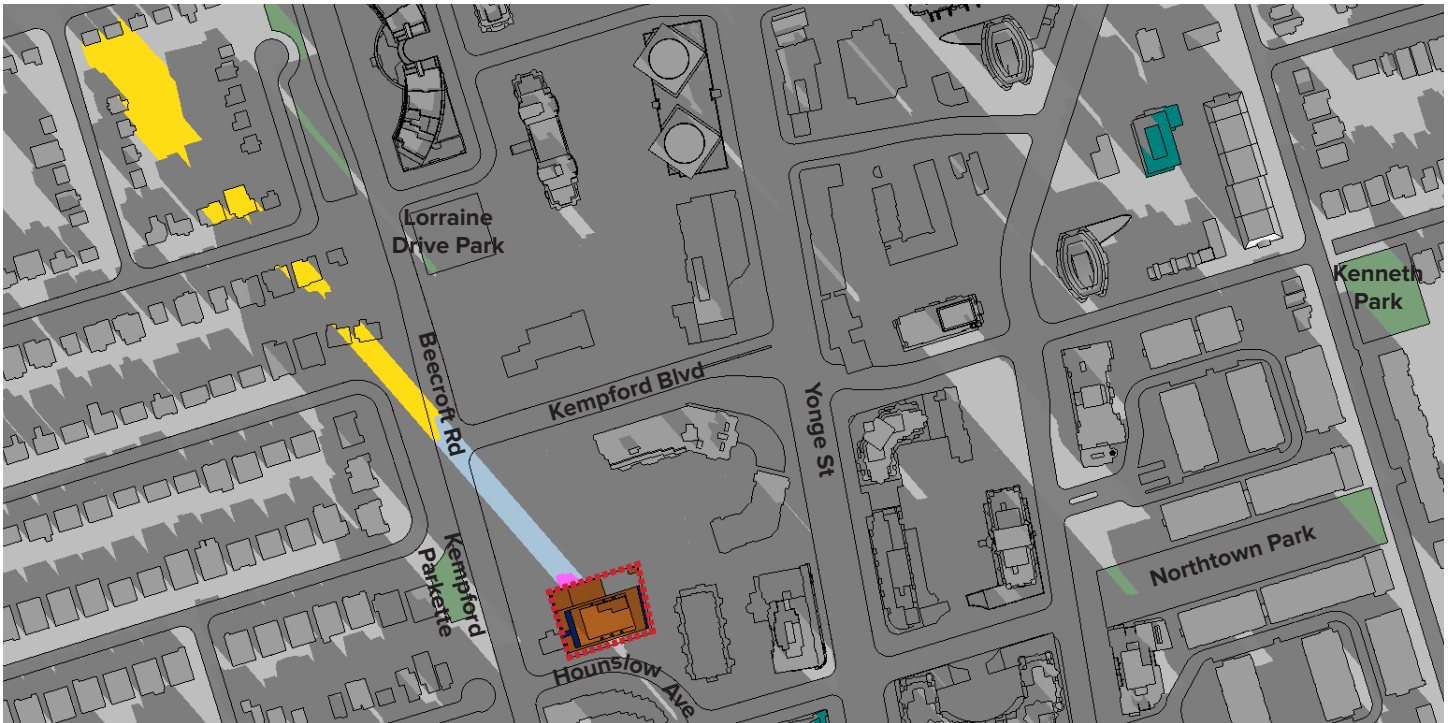 Lorraine
Drive Park
Kenneth
Park
Beecroft Rd
Kempford Blvd
Yonge St
Northtown Park
Kempford
Parkette
Hounslow Ave